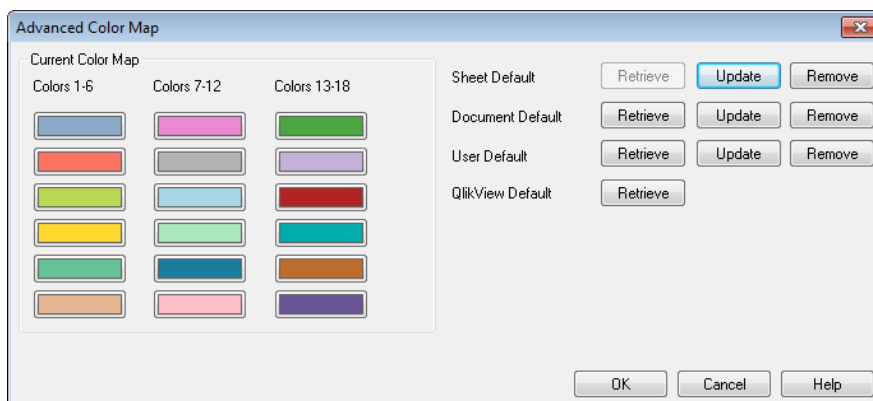 Advanced Color Map
Current Color Map
Colors 1-6 Colors 7-12 Colors 13-18
Sheet Default Retrieve Update Remove
Document Default Retrieve Update Remove
User Default Retrieve Update Remove
QlikView Default Retrieve
OK Cancel Help